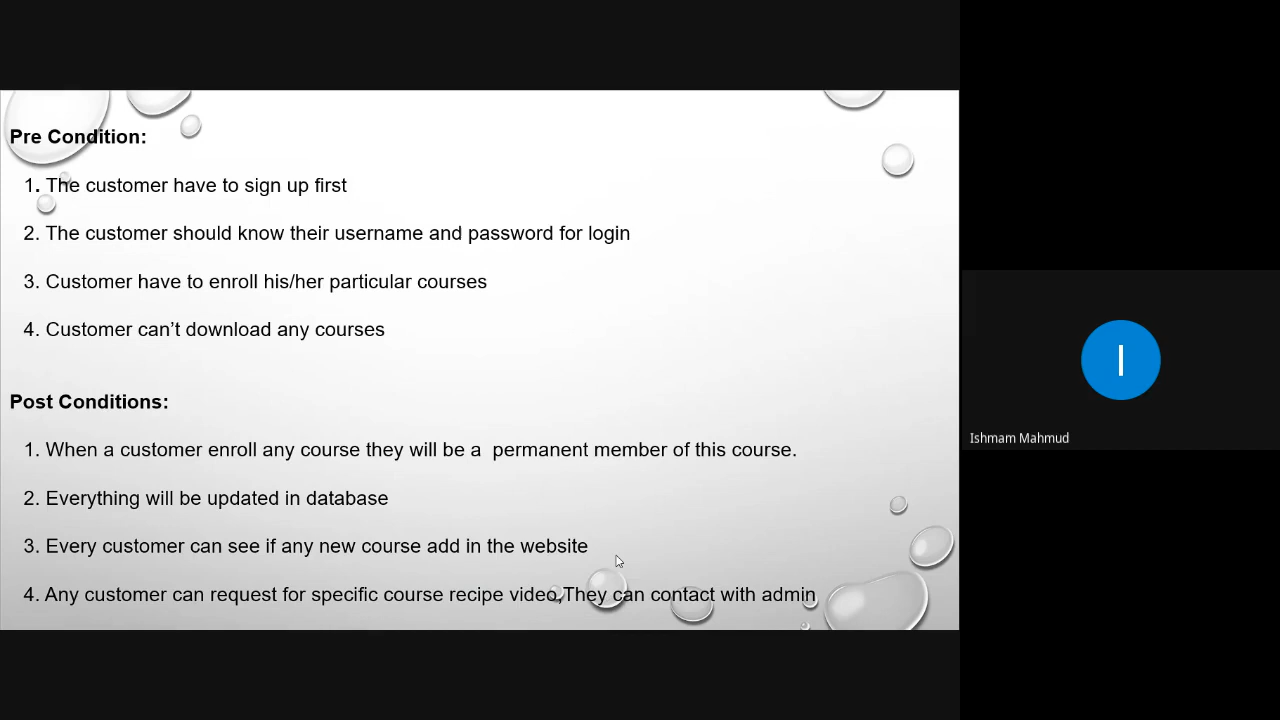 Pre Condition:
1. The customer have to sign up first
2. The customer should know their username and password for login
3. Customer have to enroll his/her particular courses
4. Customer can’t download any courses
Post Conditions:
1. When a customer enroll any course they will be a  permanent member of this course.
2. Everything will be updated in database
3. Every customer can see if any new course add in the website
4. Any customer can request for specific course recipe video,They can contact with admin
I
Ishmam Mahmud